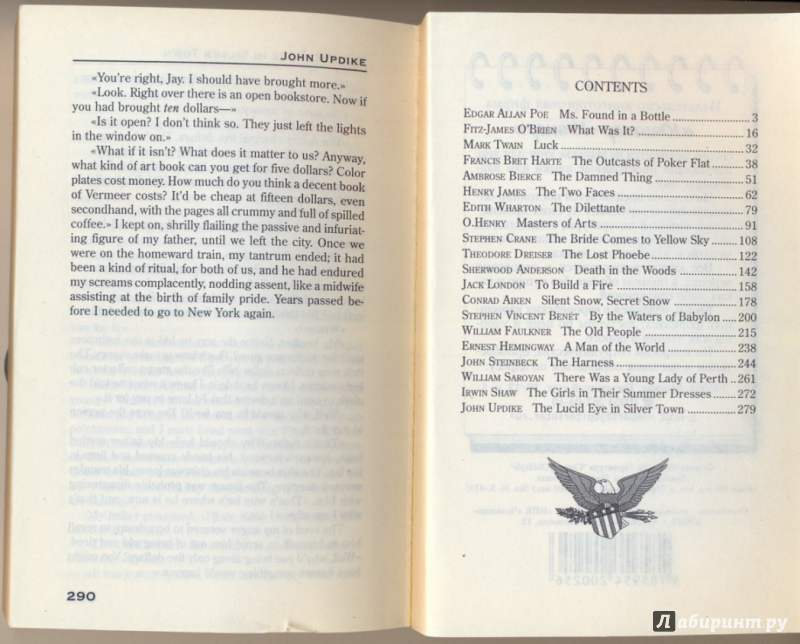 JOHN UPDIKE
«You're right, Jay. I should have brought more.»
«Look. Right over there is an open bookstore. Now if
you had brought ten dollars—»
«Is it open? I don't think so. They just left the lights
in the window on.»
«What if it isn't? What does it matter to us? Anyway,
what kind of art book can you get for five dollars? Color
plates cost money. How much do you think a decent book
of Vermeer costs? It'd be cheap at fifteen dollars, even
secondhand, with the pages all crummy and full of spilled
coffee.» I kept on, shrilly flailing the passive and infuriat-
ing figure of my father, until we left the city. Once we
were on the homeward train, my tantrum ended; it had
been a kind of ritual, for both of us, and he had endured
my screams complacently, nodding assent, like a midwife
assisting at the birth of family pride. Years passed be-
fore I needed to go to New York again.
290
CONTENTS
EDGAR ALLAN POE Ms. Found in a Bottle ........ 3
FITZ-JAMES O'BRIEN What Was It? ........ 16
MARK TWAIN Luck ........ 32
FRANCIS BRET HARTE The Outcasts of Poker Flat ........ 38
AMBROSE BIERCE The Damned Thing ........ 51
HENRY JAMES The Two Faces ........ 62
EDITH WHARTON The Dilettante ........ 79
O.HENRY Masters of Arts ........ 91
STEPHEN CRANE The Bride Comes to Yellow Sky ........ 108
THEODORE DREISER The Lost Phoebe ........ 122
SHERWOOD ANDERSON Death in the Woods ........ 142
JACK LONDON To Build a Fire ........ 158
CONRAD AIKEN Silent Snow, Secret Snow ........ 178
STEPHEN VINCENT BENÉT By the Waters of Babylon ..... 200
WILLIAM FAULKNER The Old People ........ 215
ERNEST HEMINGWAY A Man of the World ........ 238
JOHN STEINBECK The Harness ........ 244
WILLIAM SAROYAN There Was a Young Lady of Perth .. 261
IRWIN SHAW The Girls in Their Summer Dresses ........ 272
JOHN UPDIKE The Lucid Eye in Silver Town ........ 279
Лабиринт.ру